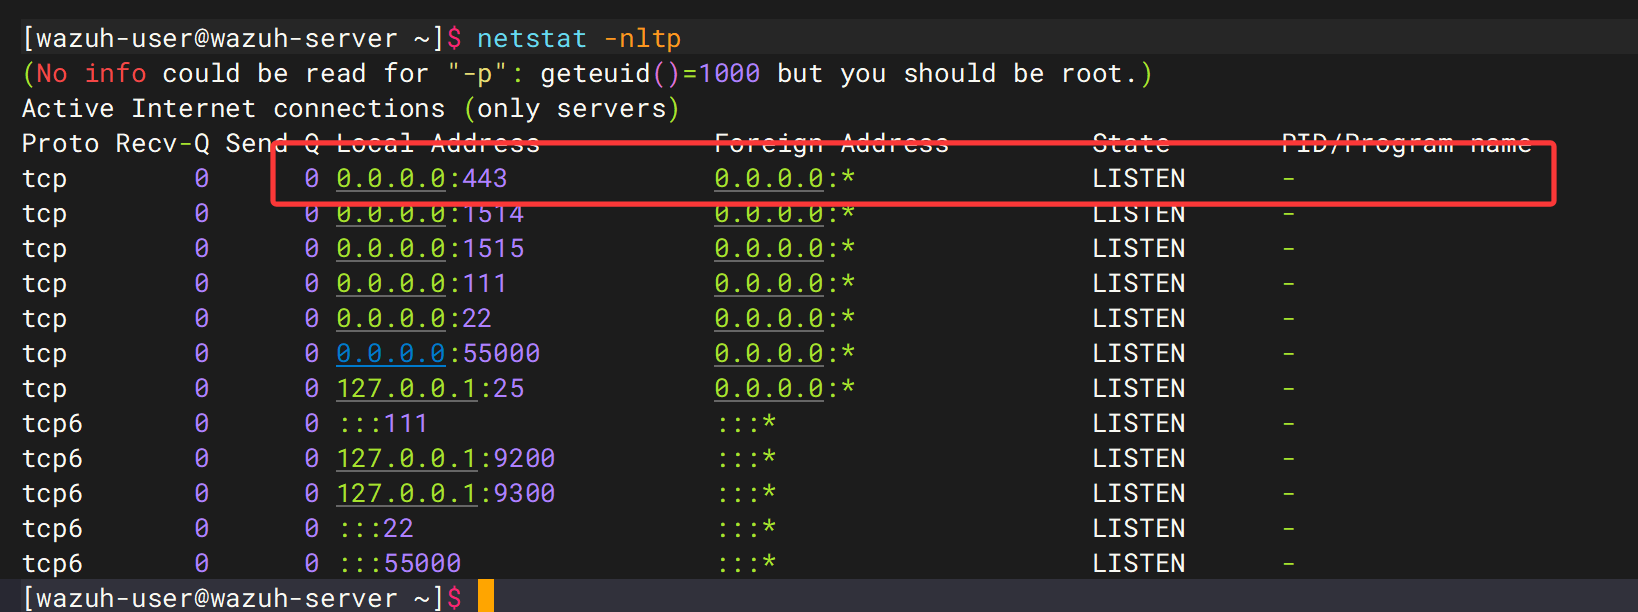 [wazuh-user@wazuh-server ~]$ netstat -nltp
(No info could be read for "-p": geteuid()=1000 but you should be root.)
Active Internet connections (only servers)
Proto Recv-Q Send-Q Local Address           Foreign Address         State       PID/Program name
tcp        0      0 0.0.0.0:443             0.0.0.0:*               LISTEN      -
tcp        0      0 0.0.0.0:1514            0.0.0.0:*               LISTEN      -
tcp        0      0 0.0.0.0:1515            0.0.0.0:*               LISTEN      -
tcp        0      0 0.0.0.0:111             0.0.0.0:*               LISTEN      -
tcp        0      0 0.0.0.0:22              0.0.0.0:*               LISTEN      -
tcp        0      0 0.0.0.0:55000           0.0.0.0:*               LISTEN      -
tcp        0      0 127.0.0.1:25            0.0.0.0:*               LISTEN      -
tcp6       0      0 :::111                  :::*                    LISTEN      -
tcp6       0      0 127.0.0.1:9200          :::*                    LISTEN      -
tcp6       0      0 127.0.0.1:9300          :::*                    LISTEN      -
tcp6       0      0 :::22                   :::*                    LISTEN      -
tcp6       0      0 :::55000                :::*                    LISTEN      -
[wazuh-user@wazuh-server ~]$